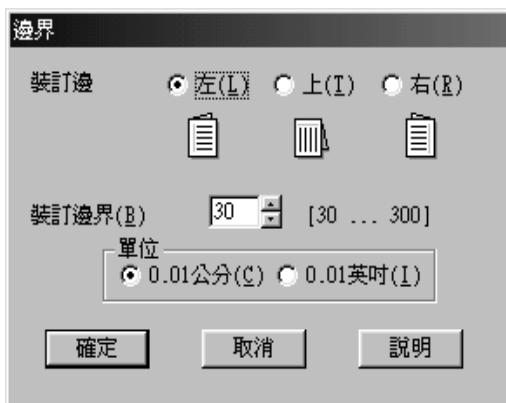 邊界
裝訂邊 左(L) 上(T) 右(R)
裝訂邊界(B) 30 [30 ... 300]
單位
0.01公分(C) 0.01英吋(I)
確定 取消 說明